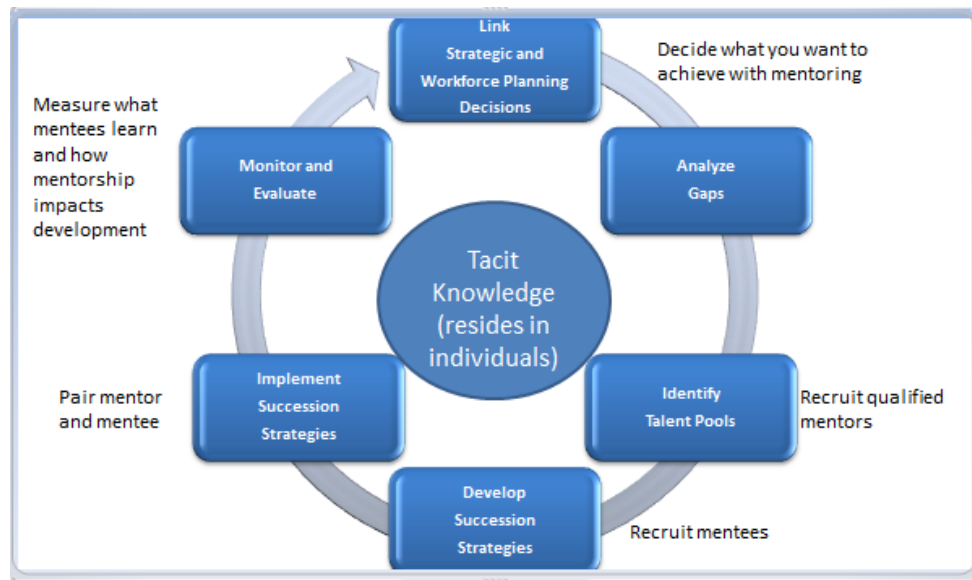 Link
Strategic and
Workforce Planning
Decisions
Decide what you want to
achieve with mentoring
Analyze
Gaps
Identify
Talent Pools
Recruit qualified
mentors
Develop
Succession
Strategies
Recruit mentees
Implement
Succession
Strategies
Pair mentor
and mentee
Monitor and
Evaluate
Measure what
mentees learn
and how
mentorship
impacts
development
Tacit
Knowledge
(resides in
individuals)